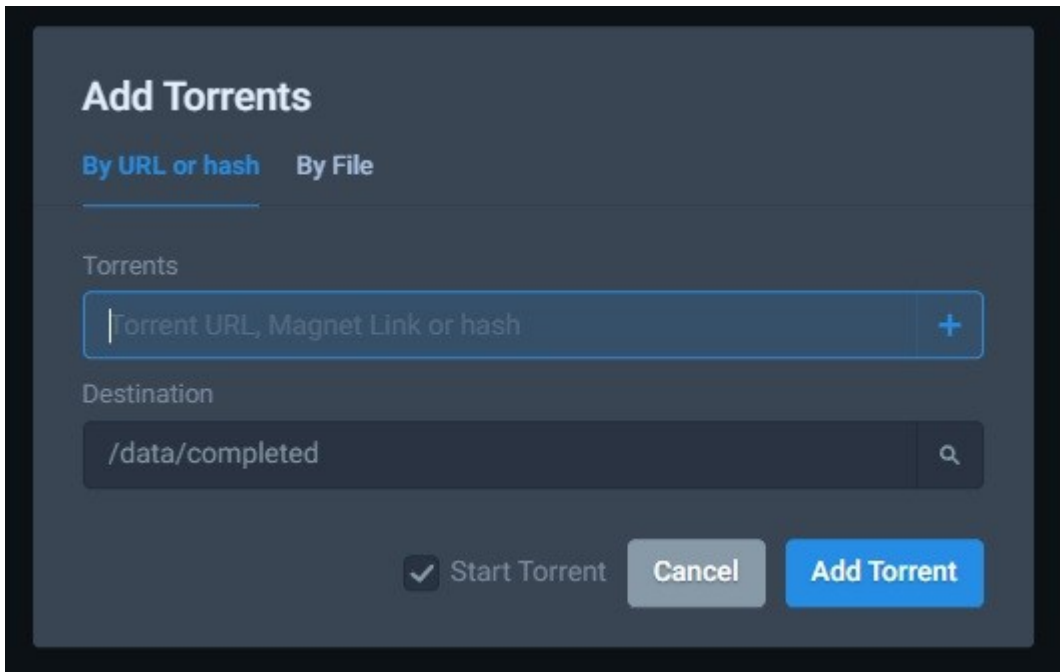 Add Torrents
By URL or hash By File
Torrents
Torrent URL, Magnet Link or hash
Destination
/data/completed
Start Torrent Cancel Add Torrent